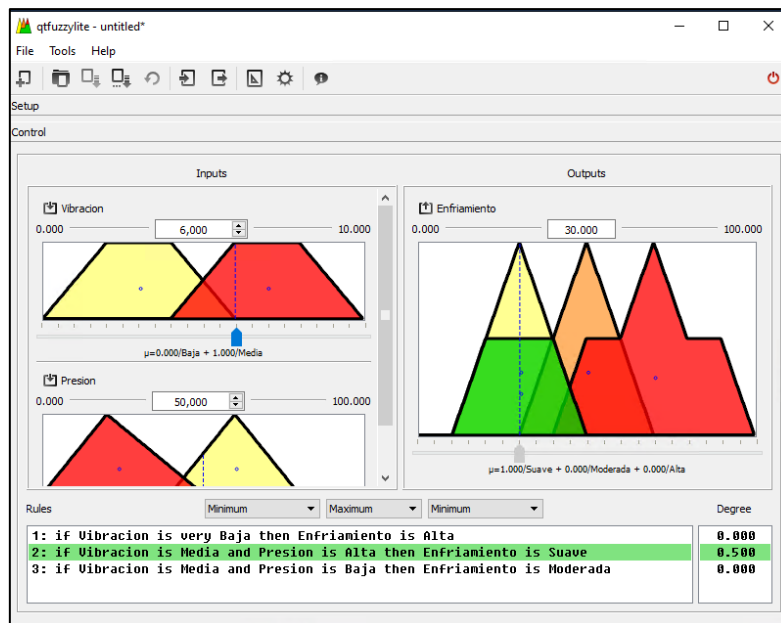 qtfuzzylite - untitled*
File Tools Help
Setup
Control
Inputs
Outputs
Vibracion
0.000 6,000 10.000
μ=0.000/Baja + 1.000/Media
Presion
0.000 50,000 100.000
Enfriamiento
0.000 30.000 100.000
μ=1.000/Suave + 0.000/Moderada + 0.000/Alta
Rules Minimum Maximum Minimum Degree
1: if Vibracion is very Baja then Enfriamiento is Alta 0.000
2: if Vibracion is Media and Presion is Alta then Enfriamiento is Suave 0.500
3: if Vibracion is Media and Presion is Baja then Enfriamiento is Moderada 0.000